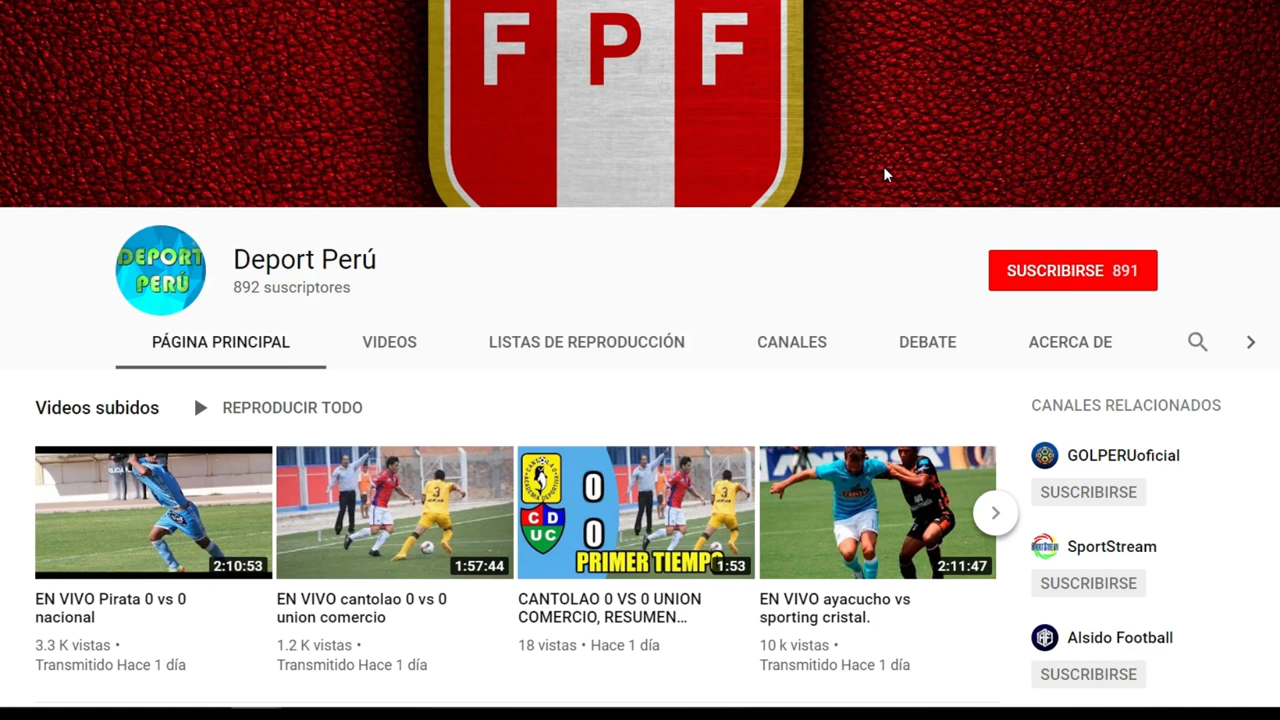 F P F
DEPORT
PERÚ
Deport Perú
892 suscriptores
SUSCRIBIRSE 891
PÁGINA PRINCIPAL
VIDEOS
LISTAS DE REPRODUCCIÓN
CANALES
DEBATE
ACERCA DE
Videos subidos
REPRODUCIR TODO
2:10:53
EN VIVO Pirata 0 vs 0
nacional
3.3 K vistas •
Transmitido Hace 1 día
3
1:57:44
EN VIVO cantolao 0 vs 0
union comercio
1.2 K vistas •
Transmitido Hace 1 día
0
0
CD
UC
3
PRIMER TIEMPO
1:53
CANTOLAO 0 VS 0 UNION
COMERCIO, RESUMEN...
18 vistas • Hace 1 día
2:11:47
EN VIVO ayacucho vs
sporting cristal.
10 k vistas •
Transmitido Hace 1 día
CANALES RELACIONADOS
GOLPERUoficial
SUSCRIBIRSE
SportStream
SUSCRIBIRSE
Alsido Football
SUSCRIBIRSE